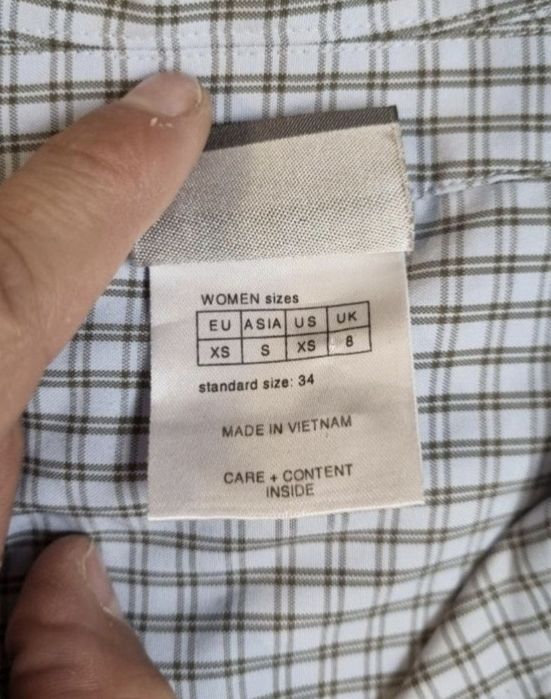 WOMEN sizes
EU ASIA US UK
XS S XS 8
standard size: 34
MADE IN VIETNAM
CARE + CONTENT
INSIDE